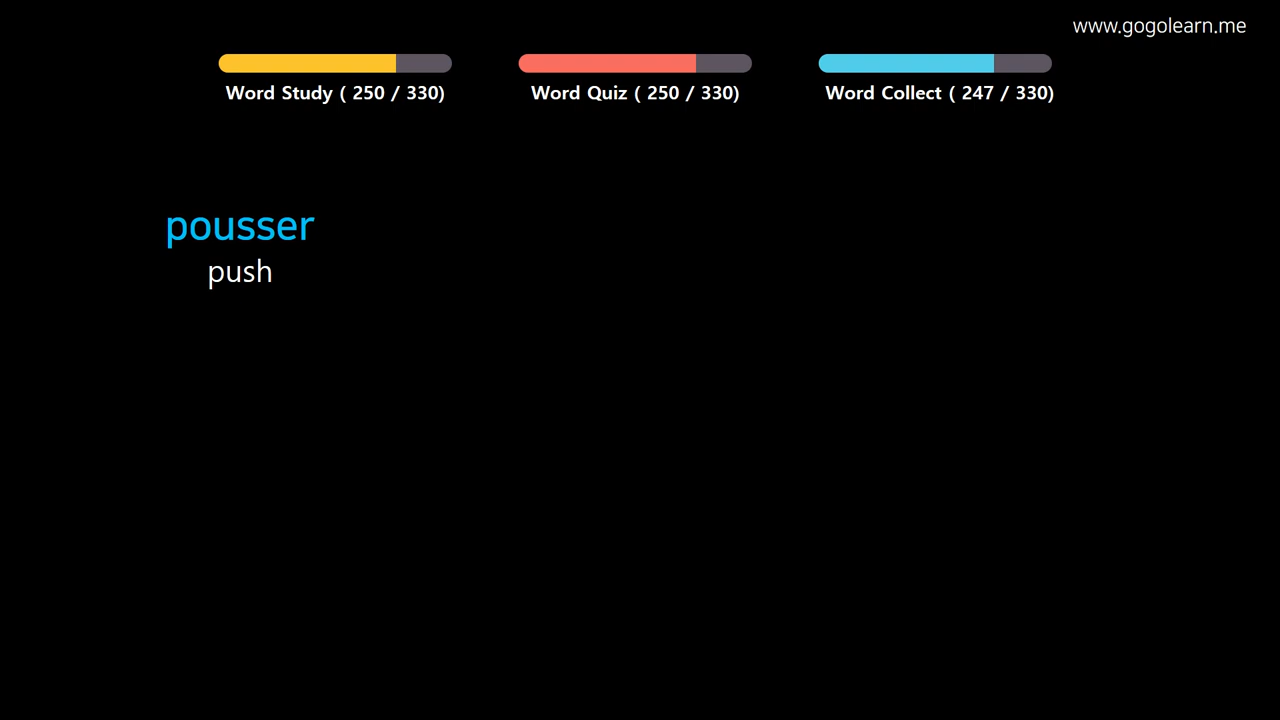 www.gogolearn.me
Word Study ( 250 / 330)
Word Quiz ( 250 / 330)
Word Collect ( 247 / 330)
pousser
push